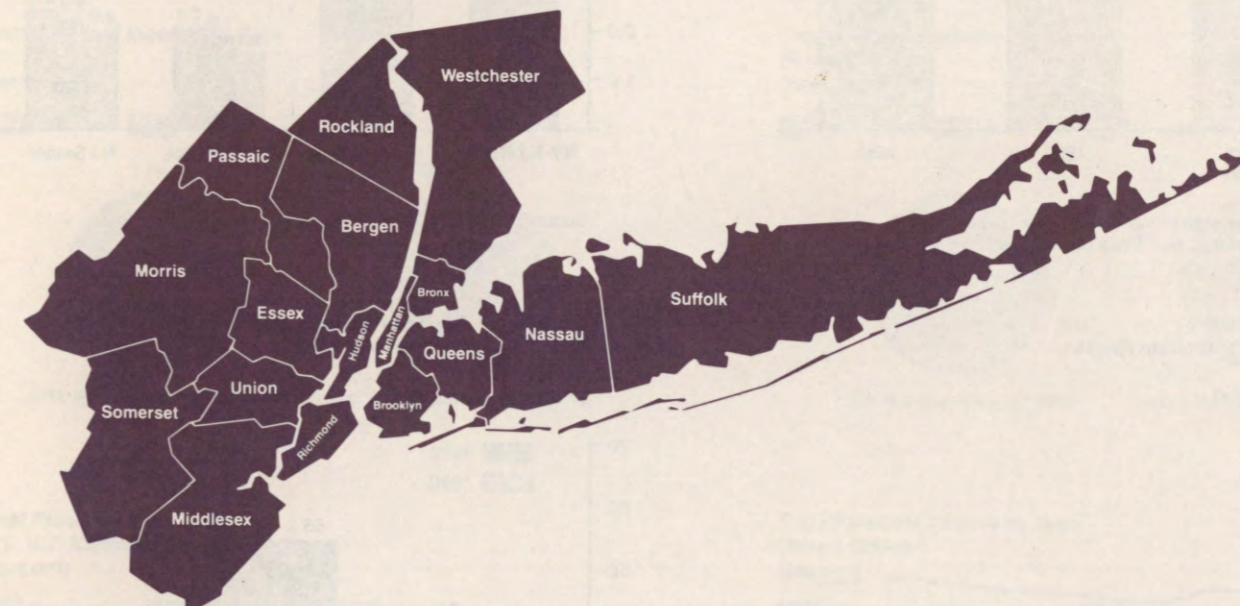 Westchester
Rockland
Passaic
Bergen
Morris
Bronx
Essex
Hudson
Manhattan
Queens
Nassau
Suffolk
Union
Somerset
Brooklyn
Richmond
Middlesex